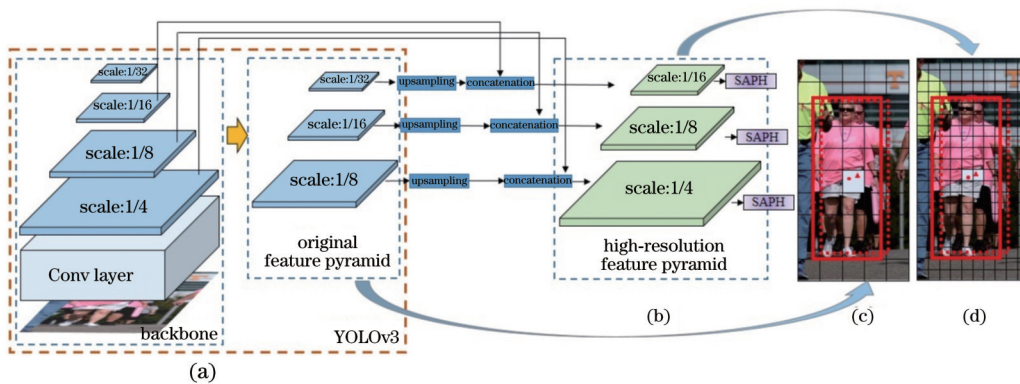 scale:1/32
scale:1/16
scale:1/8
scale:1/4
Conv layer
backbone
scale:1/32
scale:1/16
scale:1/8
original
feature pyramid
YOLOv3
(a)
upsampling
concatenation
upsampling
concatenation
upsampling
concatenation
scale:1/16
SAPH
scale:1/8
SAPH
scale:1/4
SAPH
high-resolution
feature pyramid
(b)
(c)
(d)